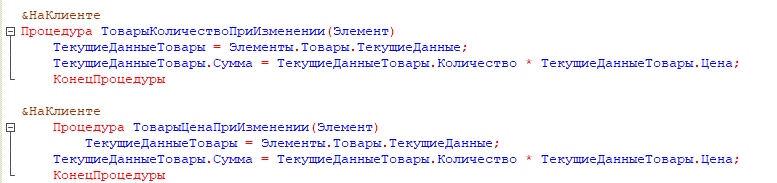 &НаКлиенте
Процедура ТоварыКоличествоПриИзменении(Элемент)
    ТекущиеДанныеТовары = Элементы.Товары.ТекущиеДанные;
    ТекущиеДанныеТовары.Сумма = ТекущиеДанныеТовары.Количество * ТекущиеДанныеТовары.Цена;
    КонецПроцедуры
&НаКлиенте
    Процедура ТоварыЦенаПриИзменении(Элемент)
        ТекущиеДанныеТовары = Элементы.Товары.ТекущиеДанные;
    ТекущиеДанныеТовары.Сумма = ТекущиеДанныеТовары.Количество * ТекущиеДанныеТовары.Цена;
    КонецПроцедуры